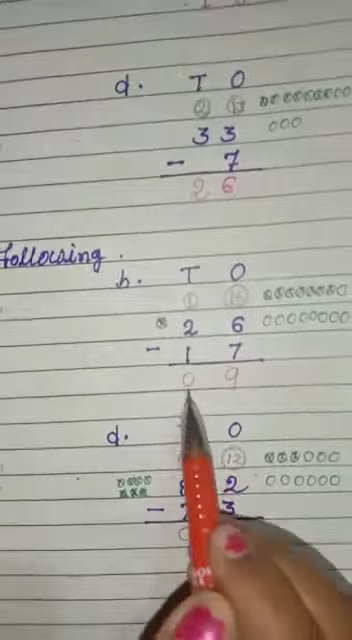 d. T O
② ⑬
3 3
- 7
2 6
following.
b. T O
① ⑯
2 6
- 1 7
0 9
d. O
⑫
8 2
- 3